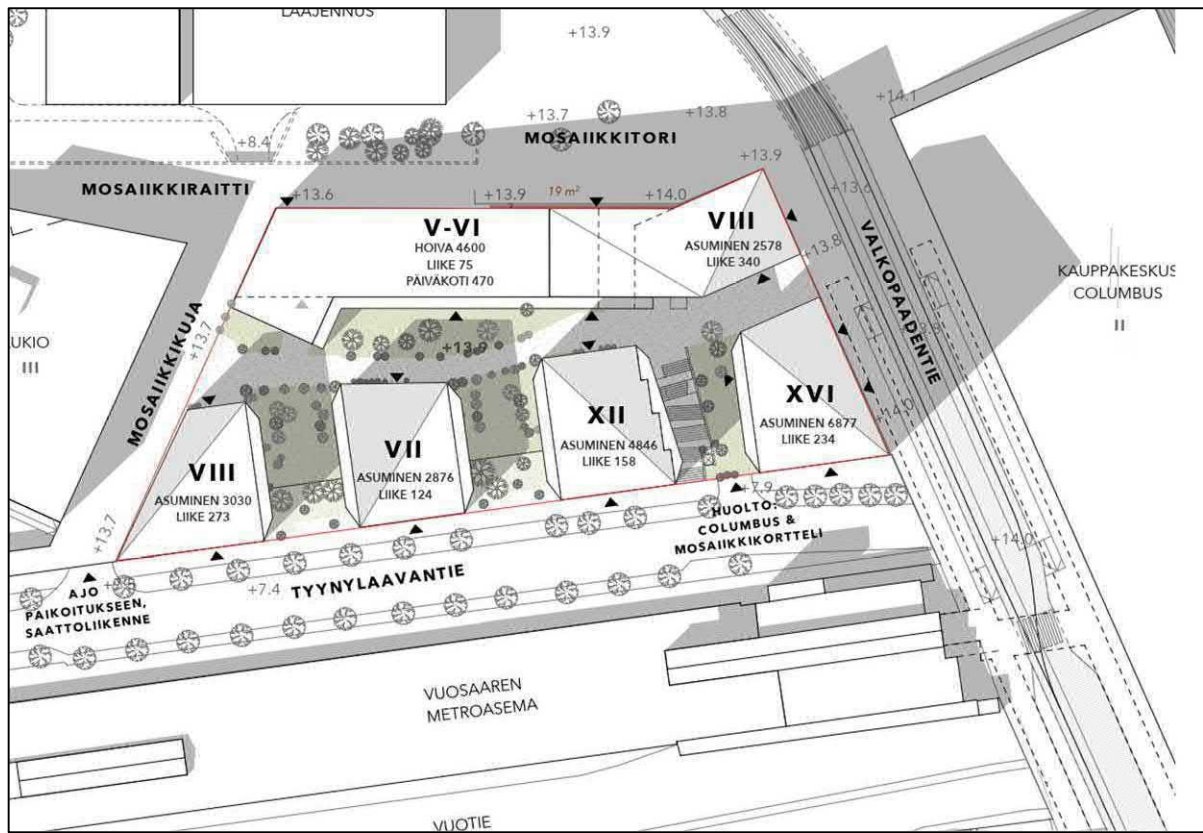 LAAJENNUS
+13.9
+14.1
+13.7
+13.8
+8.4
MOSAIIKKITORI
+13.9
MOSAIIKKIRAITTI
+13.6
+13.9
19 m²
+14.0
+13.6
V-VI
HOIVA 4600
LIIKE 75
PÄIVÄKOTI 470
VIII
ASUMINEN 2578
LIIKE 340
+13.8
VALKOPAADENTIE
KAUPPAKESKUS
COLUMBUS
II
UKIO
III
MOSAIIKKIKUJA
+13.7
+13.9
XVI
ASUMINEN 6877
LIIKE 234
XII
ASUMINEN 4846
LIIKE 158
+14.0
VII
ASUMINEN 2876
LIIKE 124
VIII
ASUMINEN 3030
LIIKE 273
+7.9
HUOLTO:
COLUMBUS &
MOSAIIKKIKORTTELI
+13.7
+14.0
TYYNYLAAVANTIE
+7.4
AJO
PAIKOITUKSEEN,
SAATTOLIIKENNE
VUOSAAREN
METROASEMA
VUOTIE